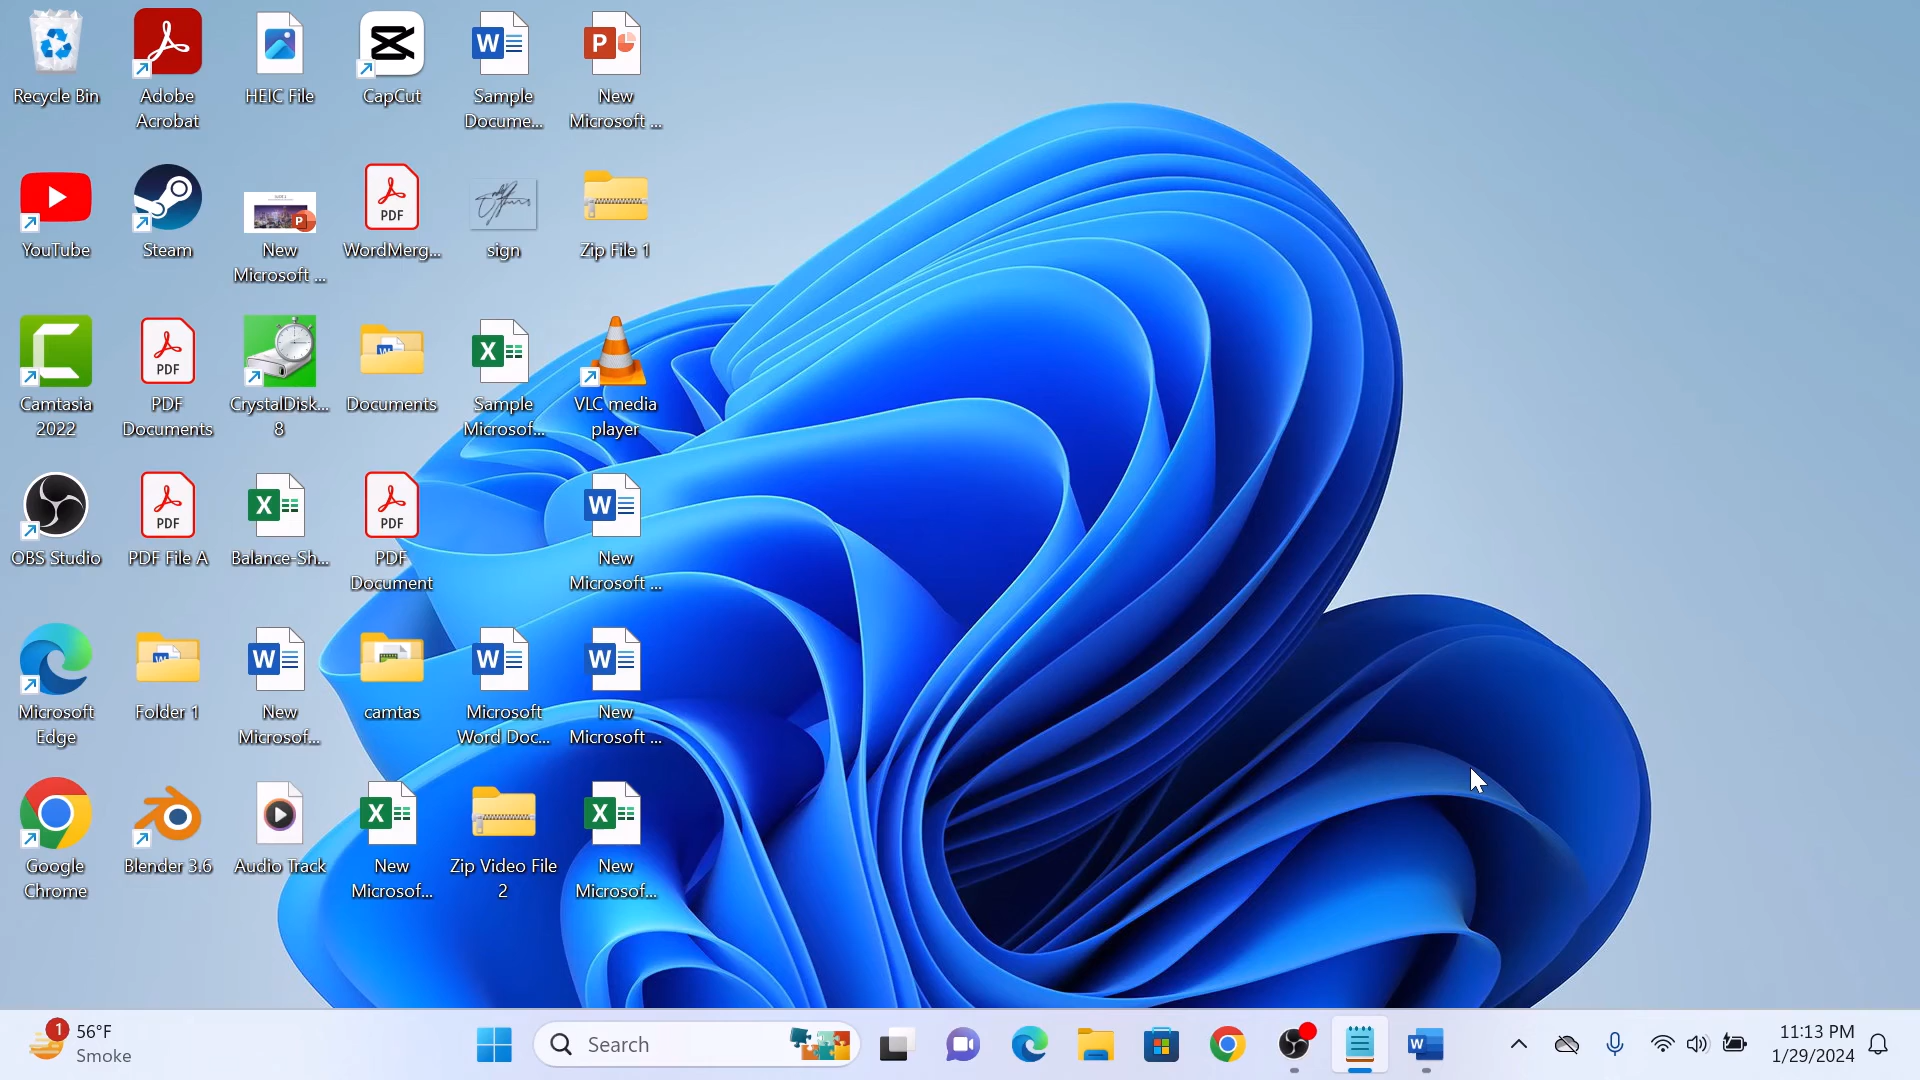 Recycle Bin
Adobe
Acrobat
HEIC File
CapCut
Sample
Docume...
New
Microsoft ...
YouTube
Steam
New
Microsoft ...
PDF
WordMerg...
sign
Zip File 1
Camtasia
2022
PDF
PDF
Documents
CrystalDisk...
8
Documents
Sample
Microsof...
VLC media
player
OBS Studio
PDF
PDF File A
Balance-Sh...
PDF
PDF
Document
New
Microsoft ...
Microsoft
Edge
Folder 1
New
Microsof...
camtas
Microsoft
Word Doc...
New
Microsoft ...
Google
Chrome
Blender 3.6
Audio Track
New
Microsof...
Zip Video File
2
New
Microsof...
1
56°F
Smoke
Search
11:13 PM
1/29/2024